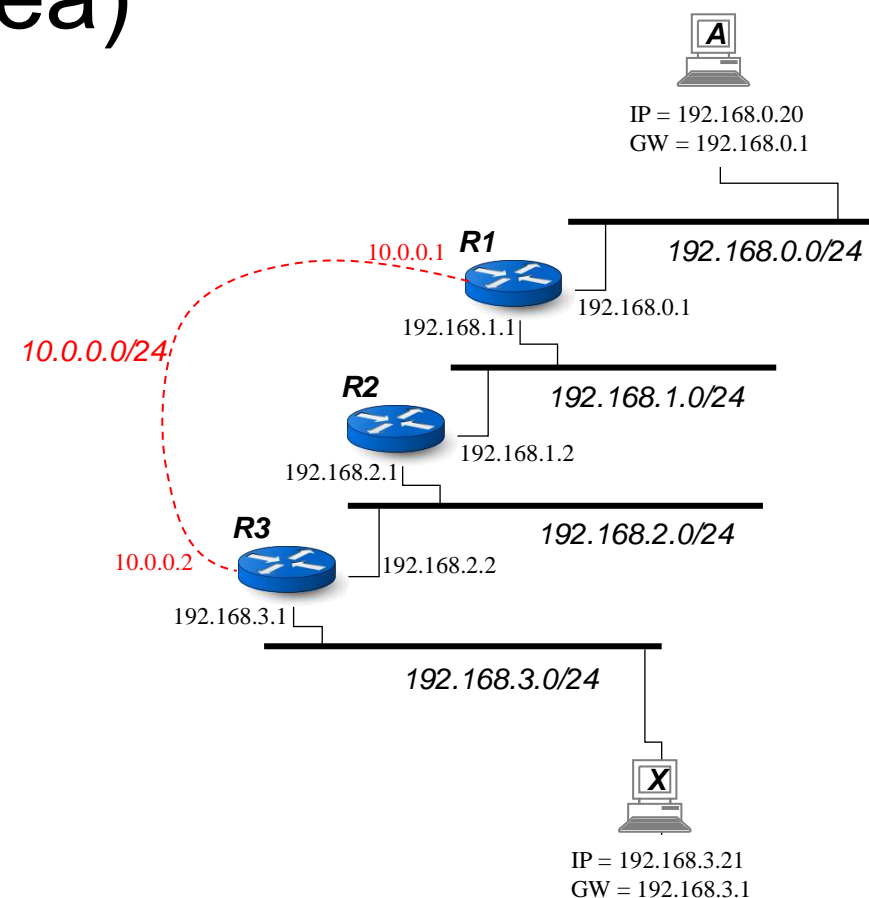 ea)
A
IP = 192.168.0.20
GW = 192.168.0.1
R1
10.0.0.1
192.168.0.0/24
192.168.0.1
192.168.1.1
10.0.0.0/24
R2
192.168.1.0/24
192.168.1.2
192.168.2.1
R3
192.168.2.0/24
10.0.0.2
192.168.2.2
192.168.3.1
192.168.3.0/24
X
IP = 192.168.3.21
GW = 192.168.3.1